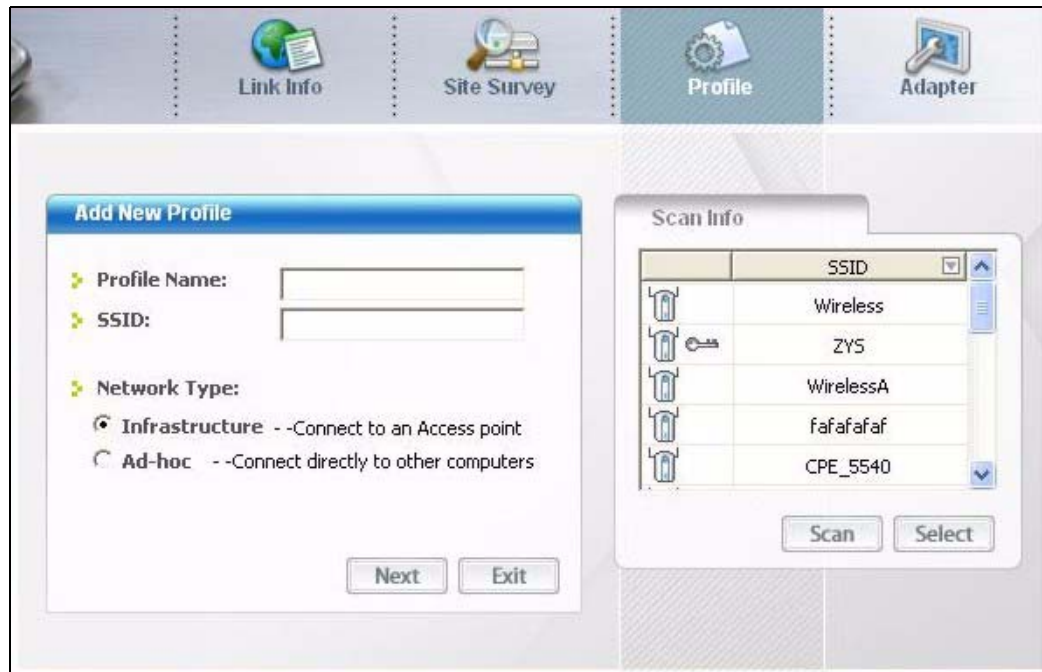 Link Info
Site Survey
Profile
Adapter
Add New Profile
Profile Name:
SSID:
Network Type:
Infrastructure - -Connect to an Access point
Ad-hoc - -Connect directly to other computers
Next
Exit
Scan Info
SSID
Wireless
ZYS
WirelessA
fafafafaf
CPE_5540
Scan
Select